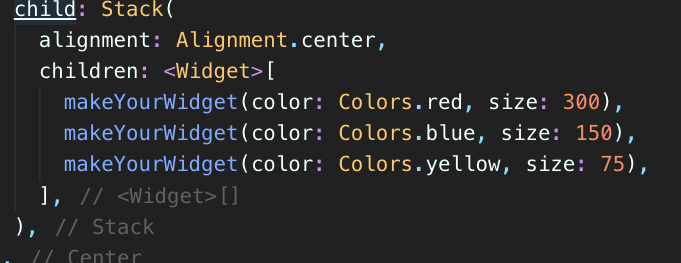 child: Stack(
alignment: Alignment.center,
children: <Widget>[
makeYourWidget(color: Colors.red, size: 300),
makeYourWidget(color: Colors.blue, size: 150),
makeYourWidget(color: Colors.yellow, size: 75),
], // <Widget>[]
), // Stack
, // Center